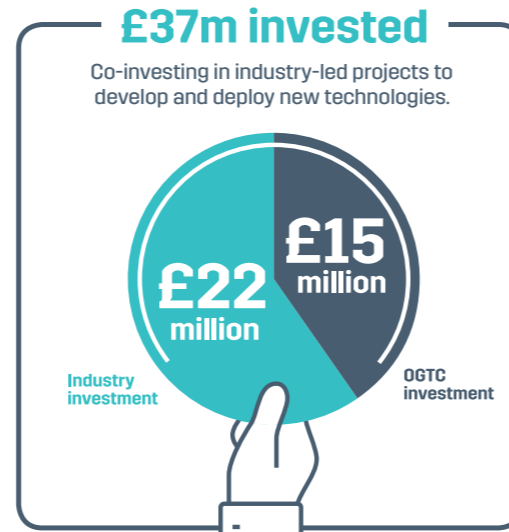 £37m invested
Co-investing in industry-led projects to
develop and deploy new technologies.
£15
million
£22
million
Industry
investment
OGTC
investment